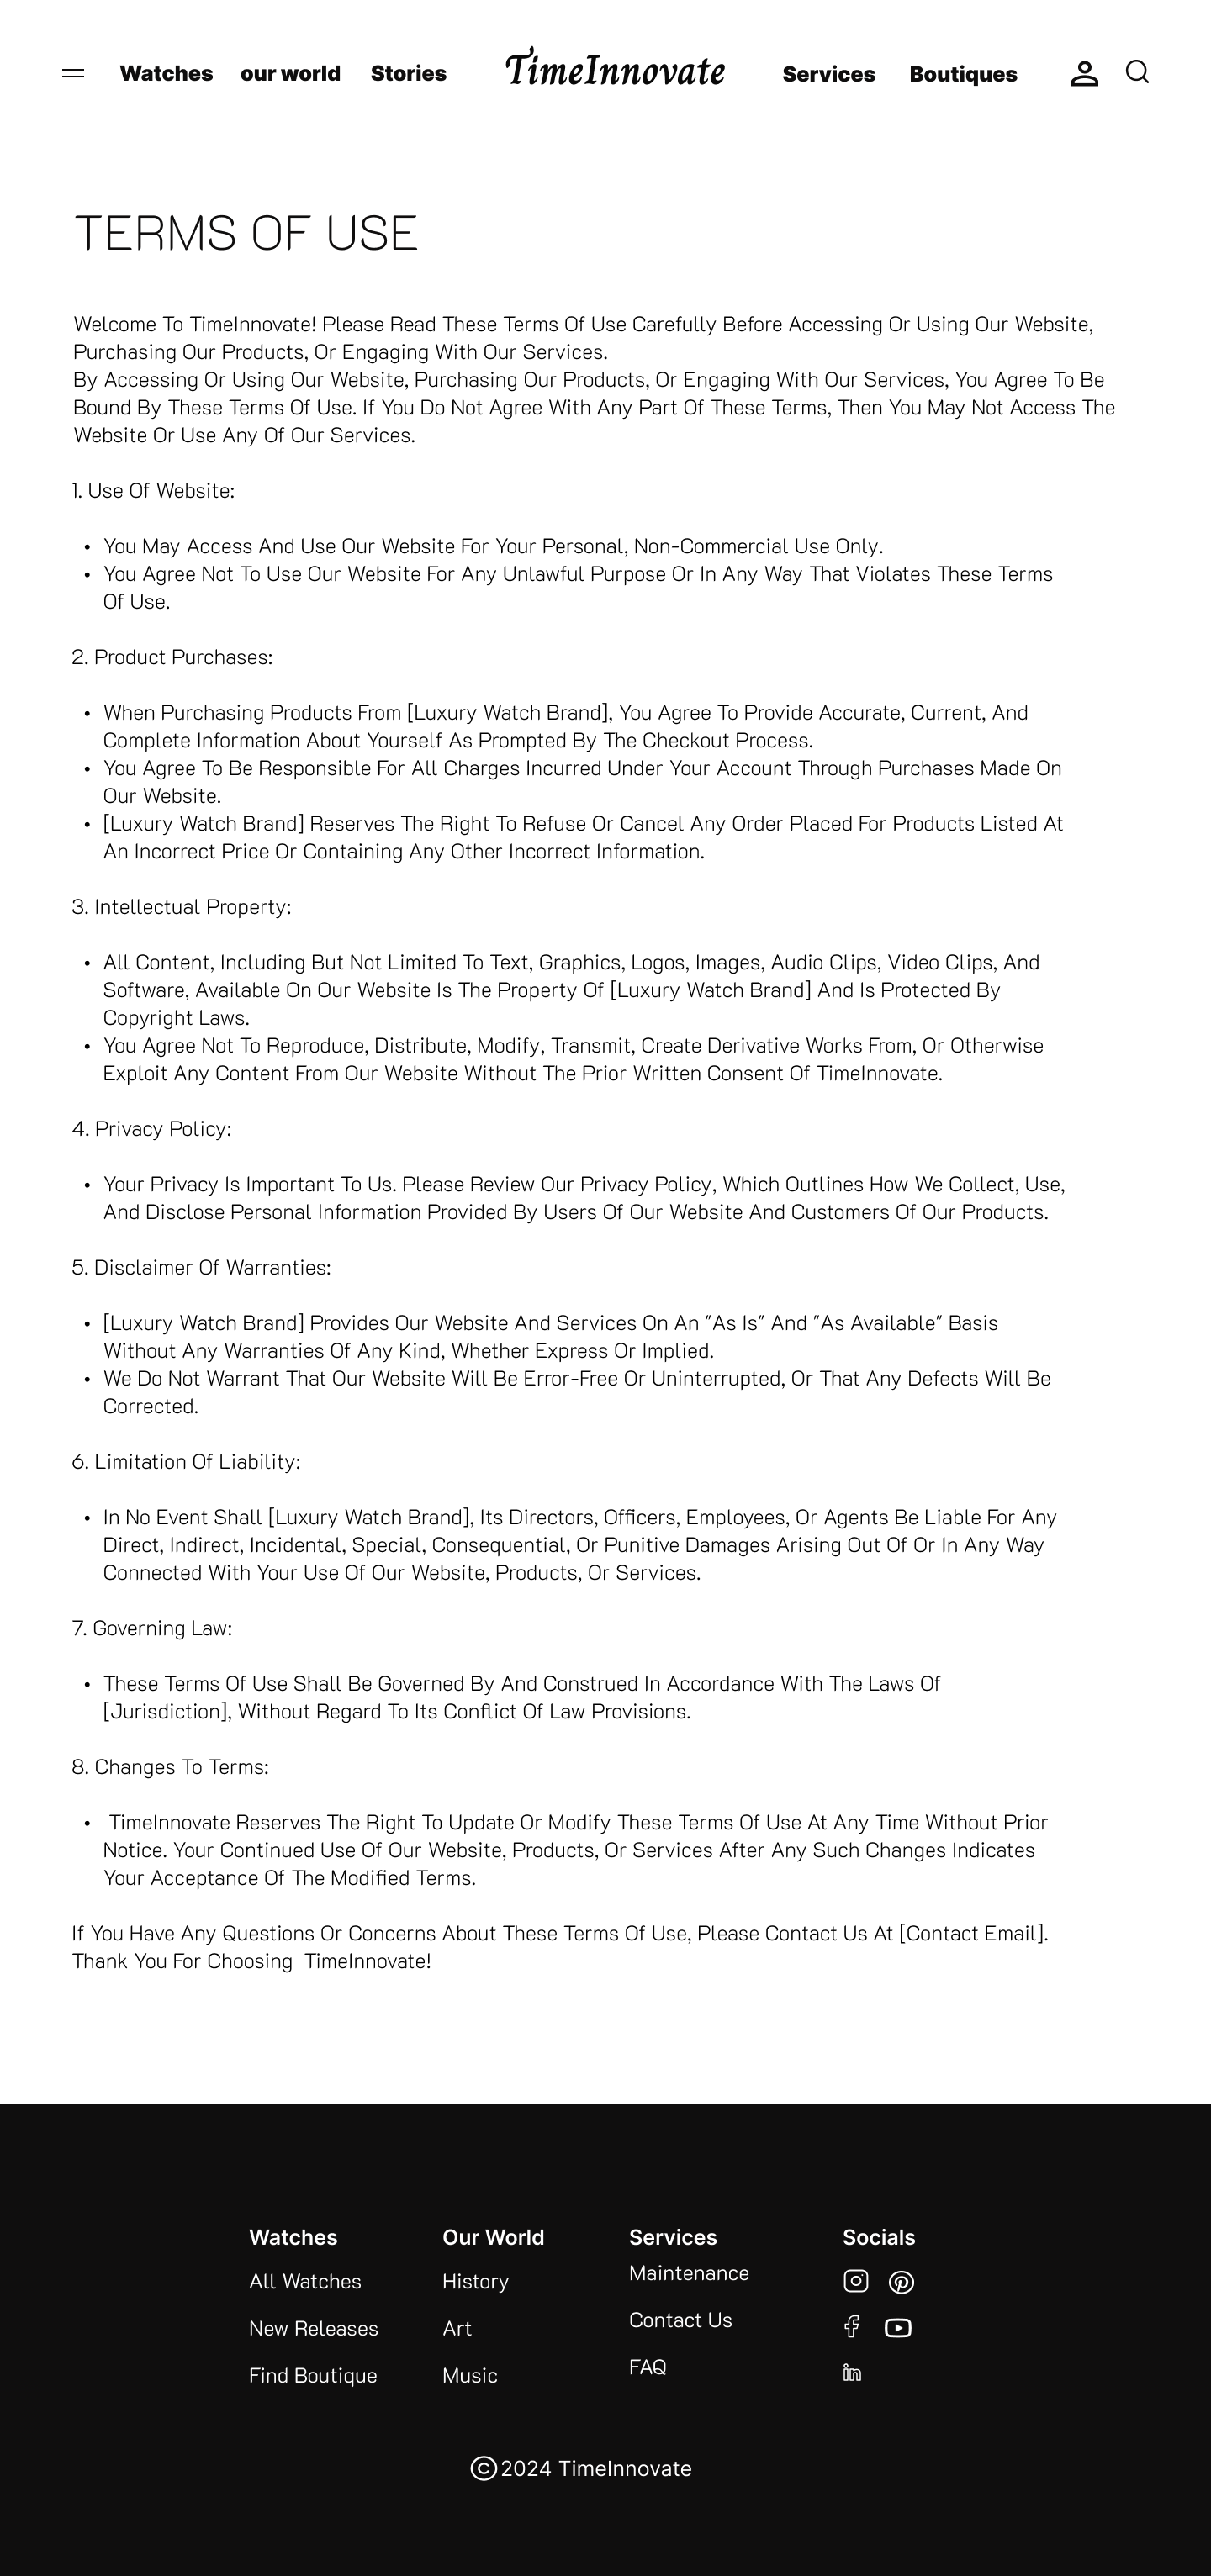 Watches our world Stories TimeInnovate Services Boutiques
TERMS OF USE
Welcome To TimeInnovate! Please Read These Terms Of Use Carefully Before Accessing Or Using Our Website,
Purchasing Our Products, Or Engaging With Our Services.
By Accessing Or Using Our Website, Purchasing Our Products, Or Engaging With Our Services, You Agree To Be
Bound By These Terms Of Use. If You Do Not Agree With Any Part Of These Terms, Then You May Not Access The
Website Or Use Any Of Our Services.
1. Use Of Website:
• You May Access And Use Our Website For Your Personal, Non-Commercial Use Only.
• You Agree Not To Use Our Website For Any Unlawful Purpose Or In Any Way That Violates These Terms
Of Use.
2. Product Purchases:
• When Purchasing Products From [Luxury Watch Brand], You Agree To Provide Accurate, Current, And
Complete Information About Yourself As Prompted By The Checkout Process.
• You Agree To Be Responsible For All Charges Incurred Under Your Account Through Purchases Made On
Our Website.
• [Luxury Watch Brand] Reserves The Right To Refuse Or Cancel Any Order Placed For Products Listed At
An Incorrect Price Or Containing Any Other Incorrect Information.
3. Intellectual Property:
• All Content, Including But Not Limited To Text, Graphics, Logos, Images, Audio Clips, Video Clips, And
Software, Available On Our Website Is The Property Of [Luxury Watch Brand] And Is Protected By
Copyright Laws.
• You Agree Not To Reproduce, Distribute, Modify, Transmit, Create Derivative Works From, Or Otherwise
Exploit Any Content From Our Website Without The Prior Written Consent Of TimeInnovate.
4. Privacy Policy:
• Your Privacy Is Important To Us. Please Review Our Privacy Policy, Which Outlines How We Collect, Use,
And Disclose Personal Information Provided By Users Of Our Website And Customers Of Our Products.
5. Disclaimer Of Warranties:
• [Luxury Watch Brand] Provides Our Website And Services On An "As Is" And "As Available" Basis
Without Any Warranties Of Any Kind, Whether Express Or Implied.
• We Do Not Warrant That Our Website Will Be Error-Free Or Uninterrupted, Or That Any Defects Will Be
Corrected.
6. Limitation Of Liability:
• In No Event Shall [Luxury Watch Brand], Its Directors, Officers, Employees, Or Agents Be Liable For Any
Direct, Indirect, Incidental, Special, Consequential, Or Punitive Damages Arising Out Of Or In Any Way
Connected With Your Use Of Our Website, Products, Or Services.
7. Governing Law:
• These Terms Of Use Shall Be Governed By And Construed In Accordance With The Laws Of
[Jurisdiction], Without Regard To Its Conflict Of Law Provisions.
8. Changes To Terms:
• TimeInnovate Reserves The Right To Update Or Modify These Terms Of Use At Any Time Without Prior
Notice. Your Continued Use Of Our Website, Products, Or Services After Any Such Changes Indicates
Your Acceptance Of The Modified Terms.
If You Have Any Questions Or Concerns About These Terms Of Use, Please Contact Us At [Contact Email].
Thank You For Choosing TimeInnovate!
Watches
All Watches
New Releases
Find Boutique
Our World
History
Art
Music
Services
Maintenance
Contact Us
FAQ
Socials
©2024 TimeInnovate